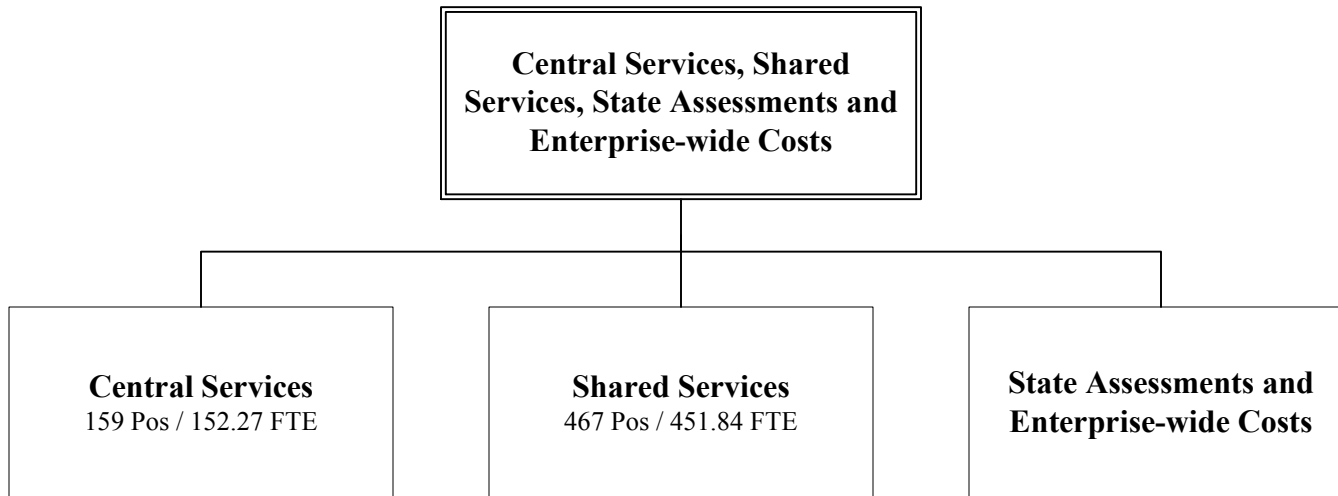 Central Services, Shared
Services, State Assessments and
Enterprise-wide Costs
Central Services
159 Pos / 152.27 FTE
Shared Services
467 Pos / 451.84 FTE
State Assessments and
Enterprise-wide Costs